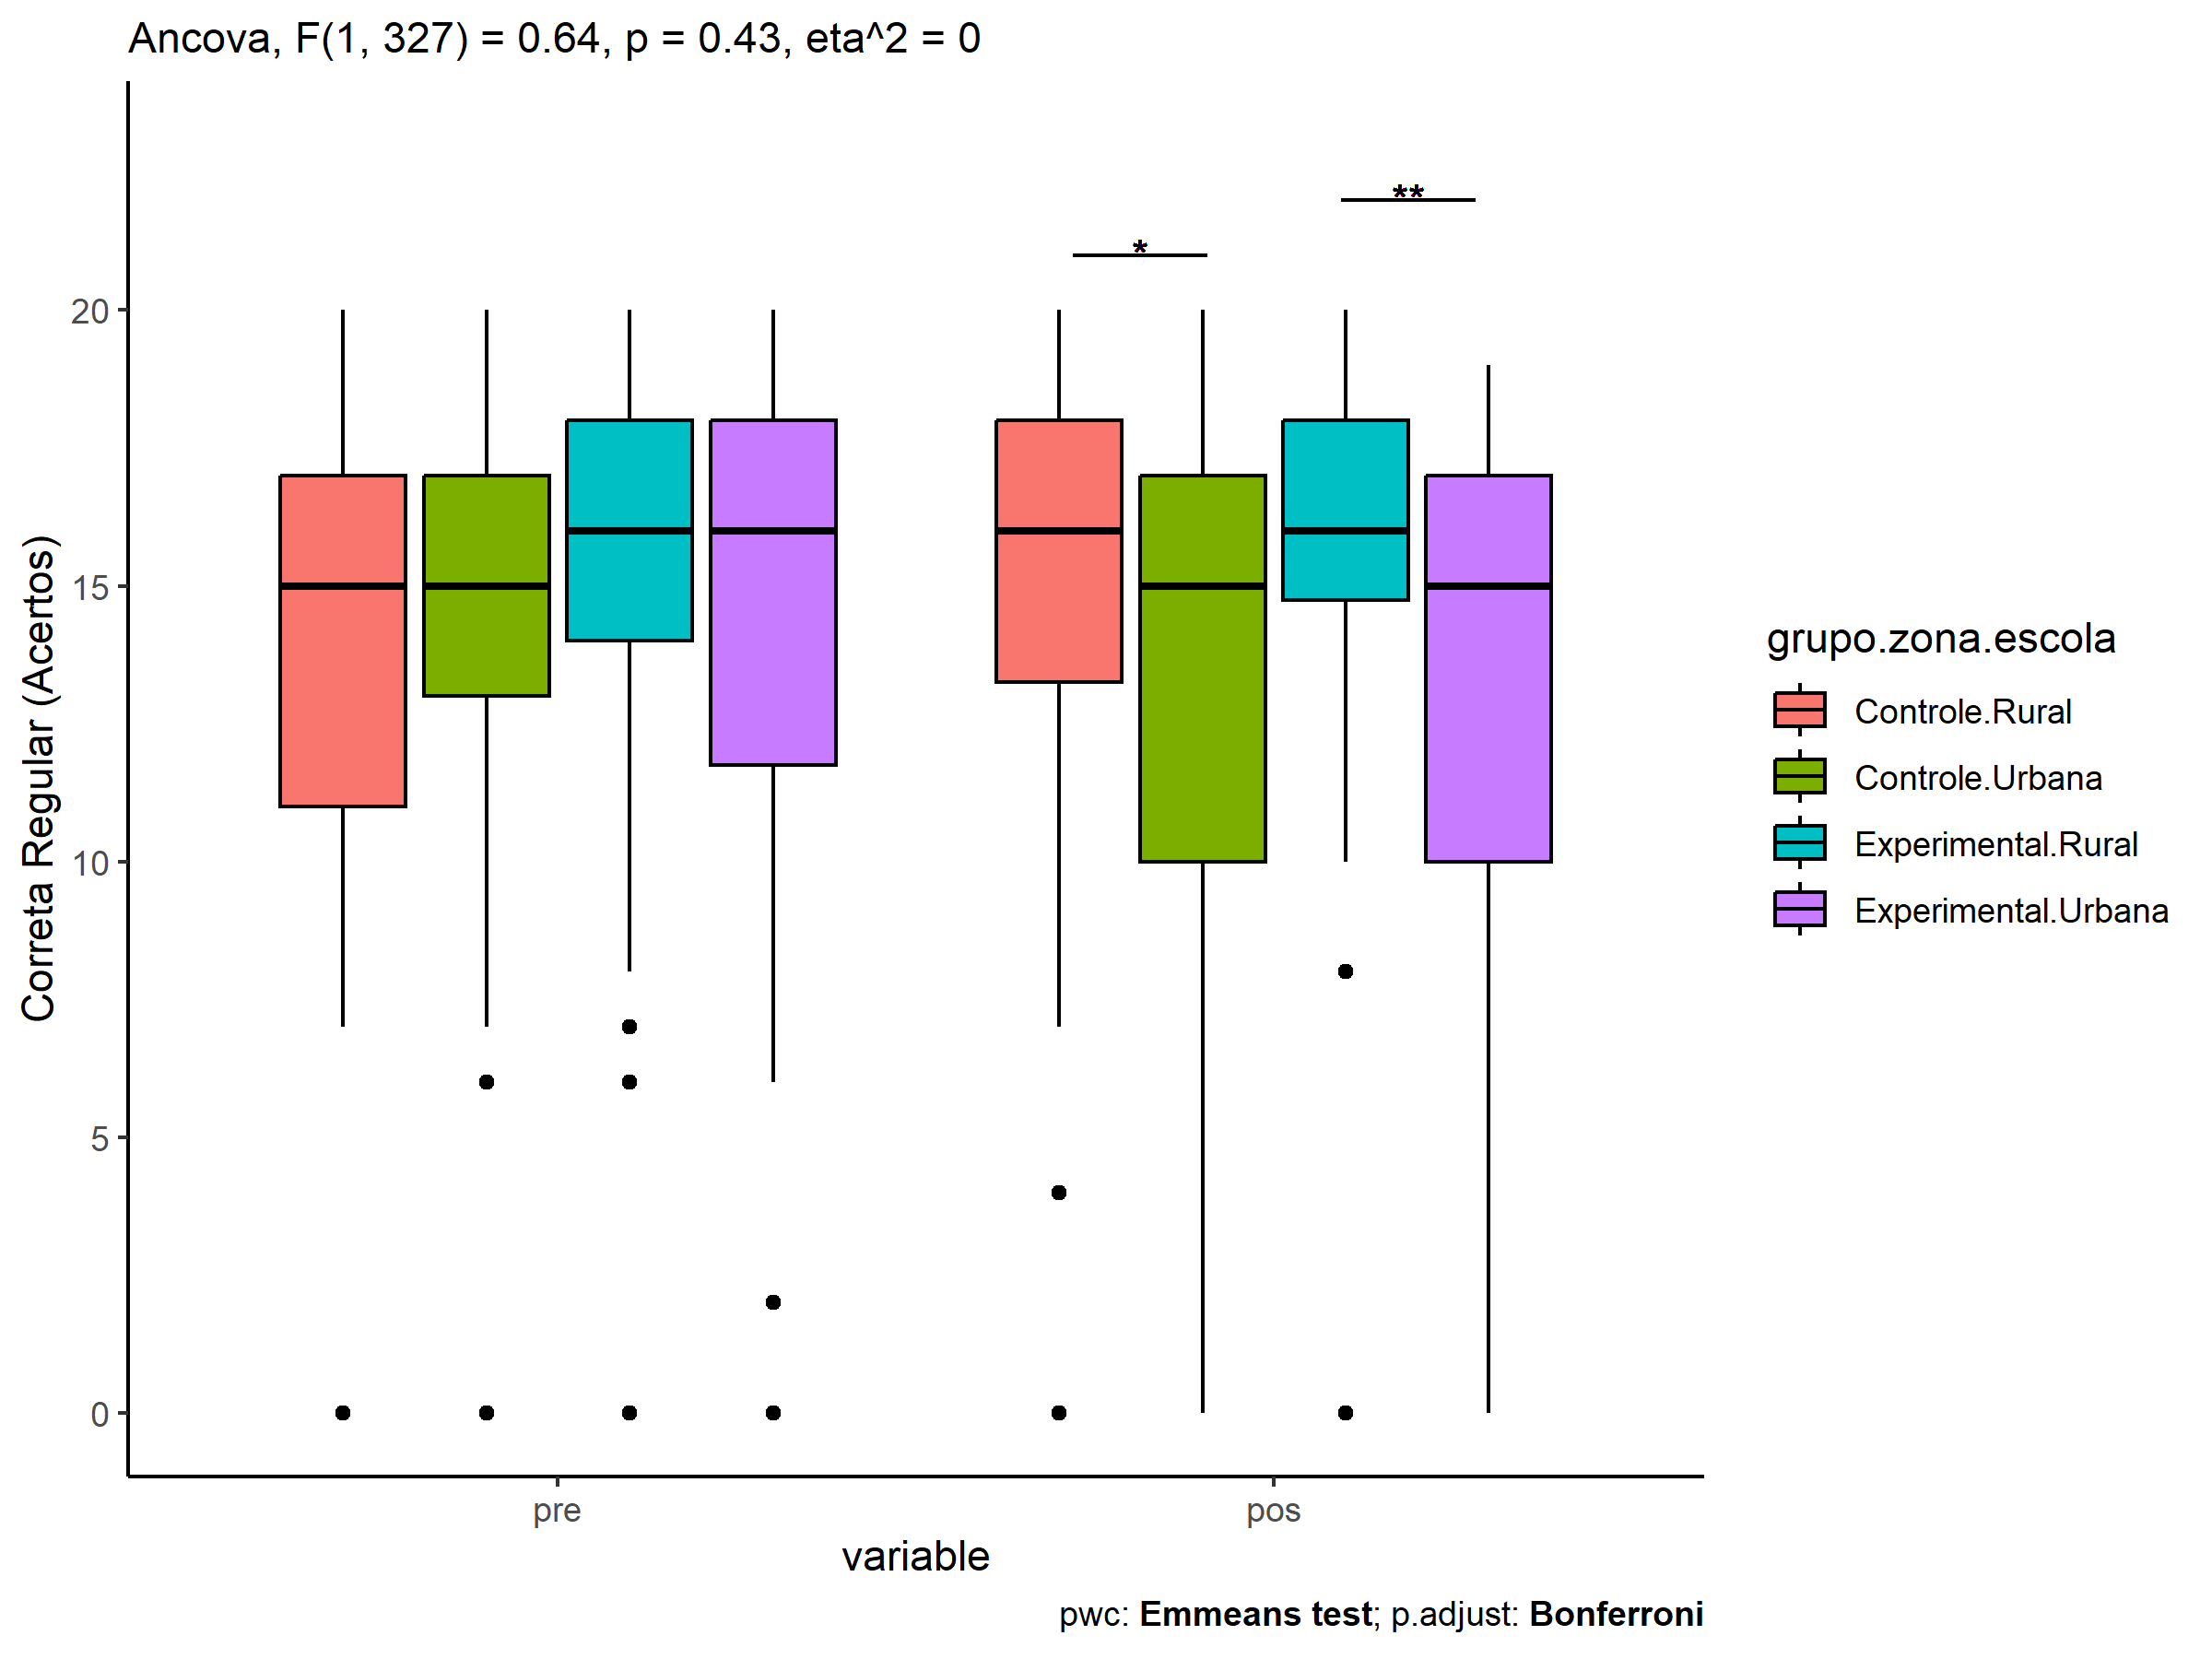 Ancova, F(1, 327) = 0.64, p = 0.43, eta^2 = 0
**
*
20
15
10
5
0
Correta Regular (Acertos)
pre
pos
variable
grupo.zona.escola
Controle.Rural
Controle.Urbana
Experimental.Rural
Experimental.Urbana
pwc: Emmeans test; p.adjust: Bonferroni